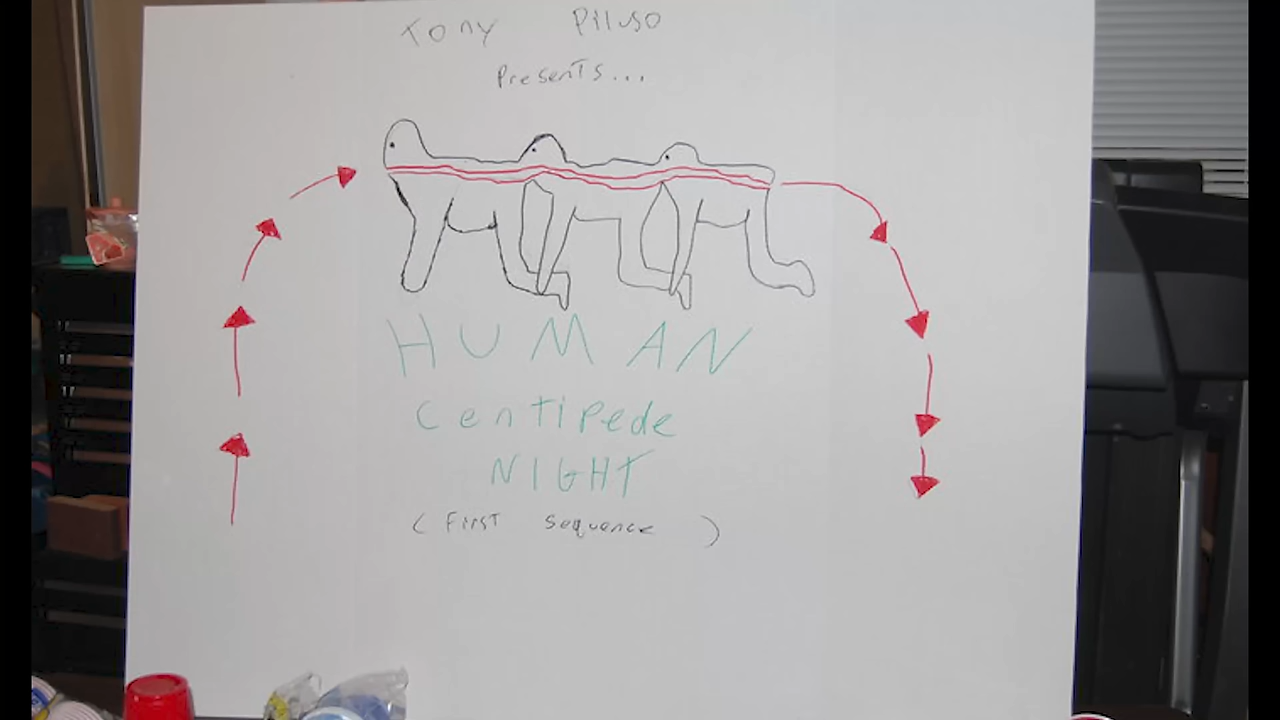 Tony Piluso
Presents...
HUMAN
Centipede
NIGHT
(First Sequence)